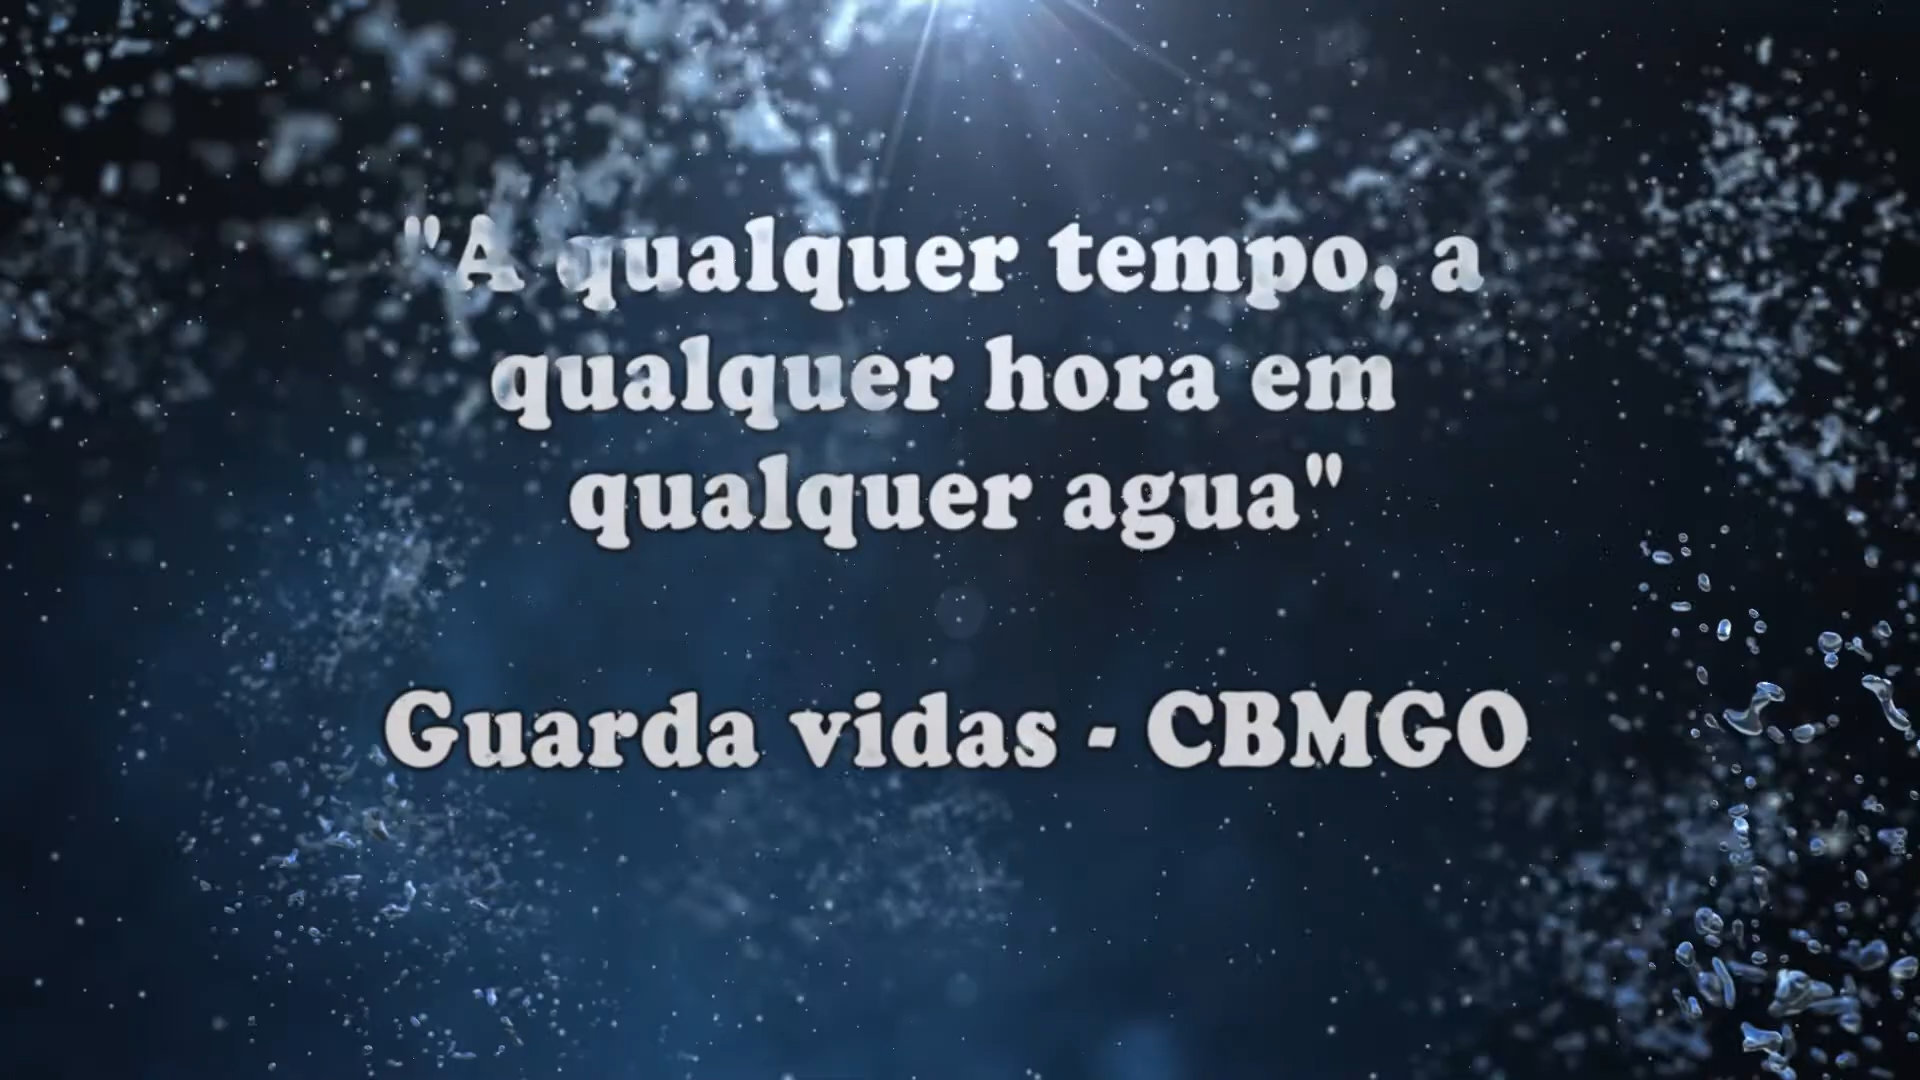 "A qualquer tempo, a
qualquer hora em
qualquer agua"
Guarda vidas - CBMGO